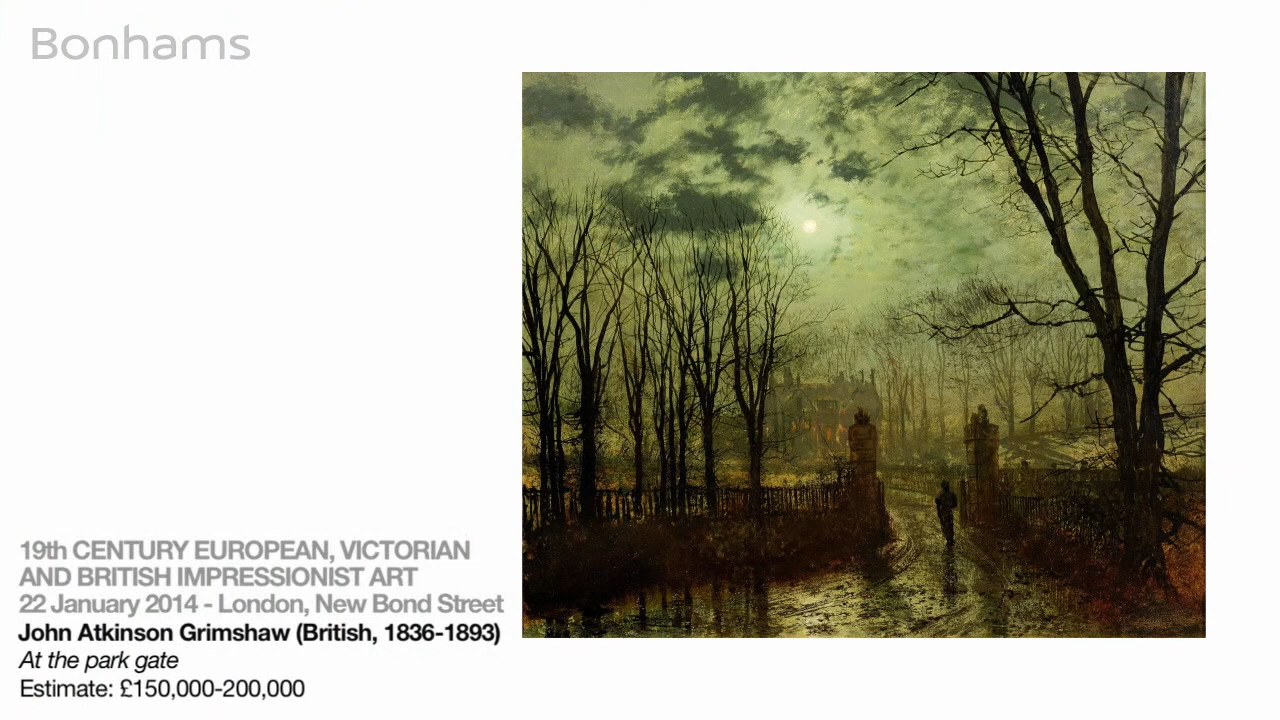 Bonhams
19th CENTURY EUROPEAN, VICTORIAN
AND BRITISH IMPRESSIONIST ART
22 January 2014 - London, New Bond Street
John Atkinson Grimshaw (British, 1836-1893)
At the park gate
Estimate: £150,000-200,000